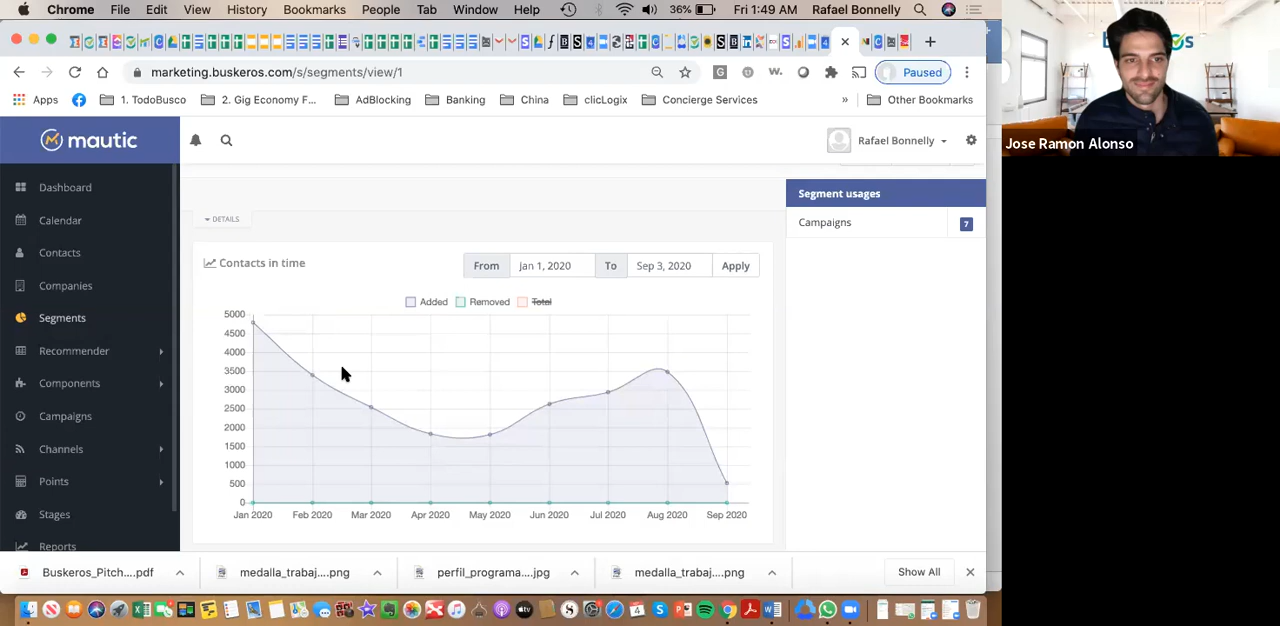 Chrome File Edit View History Bookmarks People Tab Window Help 36% Fri 1:49 AM Rafael Bonnelly
marketing.buskeros.com/s/segments/view/1 Paused
Apps 1. TodoBusco 2. Gig Economy F... AdBlocking Banking China clicLogix Concierge Services » Other Bookmarks
Jose Ramon Alonso
mautic Rafael Bonnelly
Dashboard
Calendar
Contacts
Companies
Segments
Recommender
Components
Campaigns
Channels
Points
Stages
Reports
DETAILS
Contacts in time From Jan 1, 2020 To Sep 3, 2020 Apply
Added Removed Total
5000
4500
4000
3500
3000
2500
2000
1500
1000
500
0
Jan 2020 Feb 2020 Mar 2020 Apr 2020 May 2020 Jun 2020 Jul 2020 Aug 2020 Sep 2020
Segment usages
Campaigns 7
Buskeros_Pitch....pdf medalla_trabaj....png perfil_programa....jpg medalla_trabaj....png Show All